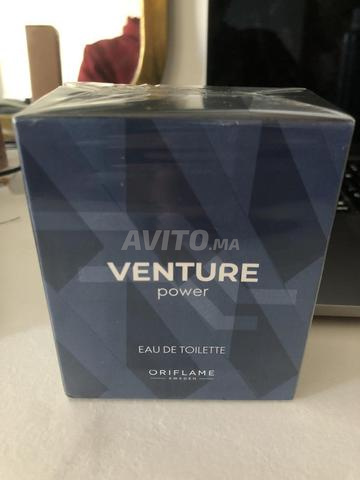 AVITO.MA
VENTURE
power
EAU DE TOILETTE
ORIFLAME
SWEDEN